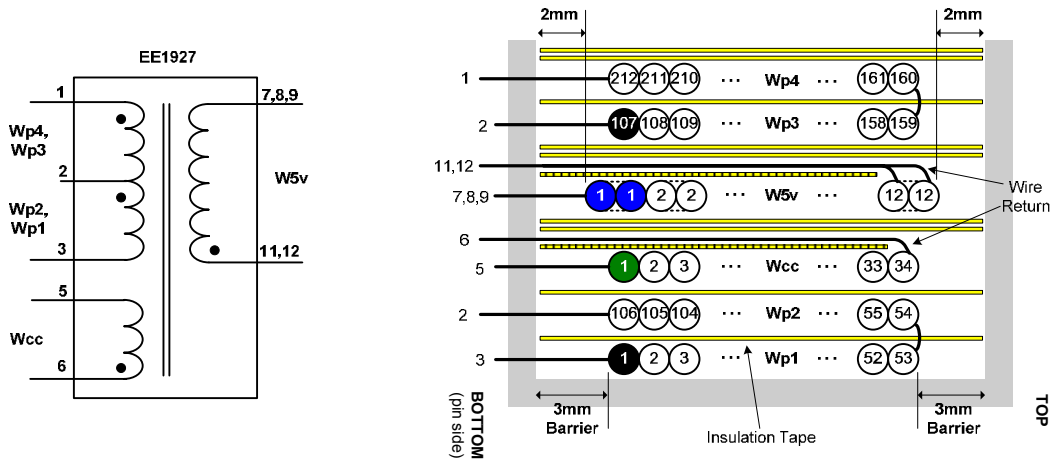 EE1927
1
Wp4,
Wp3
2
Wp2,
Wp1
3
5
Wcc
6
7,8,9
W5v
11,12
2mm
2mm
1 212 211 210 ··· Wp4 ··· 161 160
2 107 108 109 ··· Wp3 ··· 158 159
11,12
7,8,9 1 1 2 2 ··· W5v ··· 12 12
Wire
Return
6
5 1 2 3 ··· Wcc ··· 33 34
2 106 105 104 ··· Wp2 ··· 55 54
3 1 2 3 ··· Wp1 ··· 52 53
3mm
Barrier
3mm
Barrier
Insulation Tape
BOTTOM
(pin side)
TOP